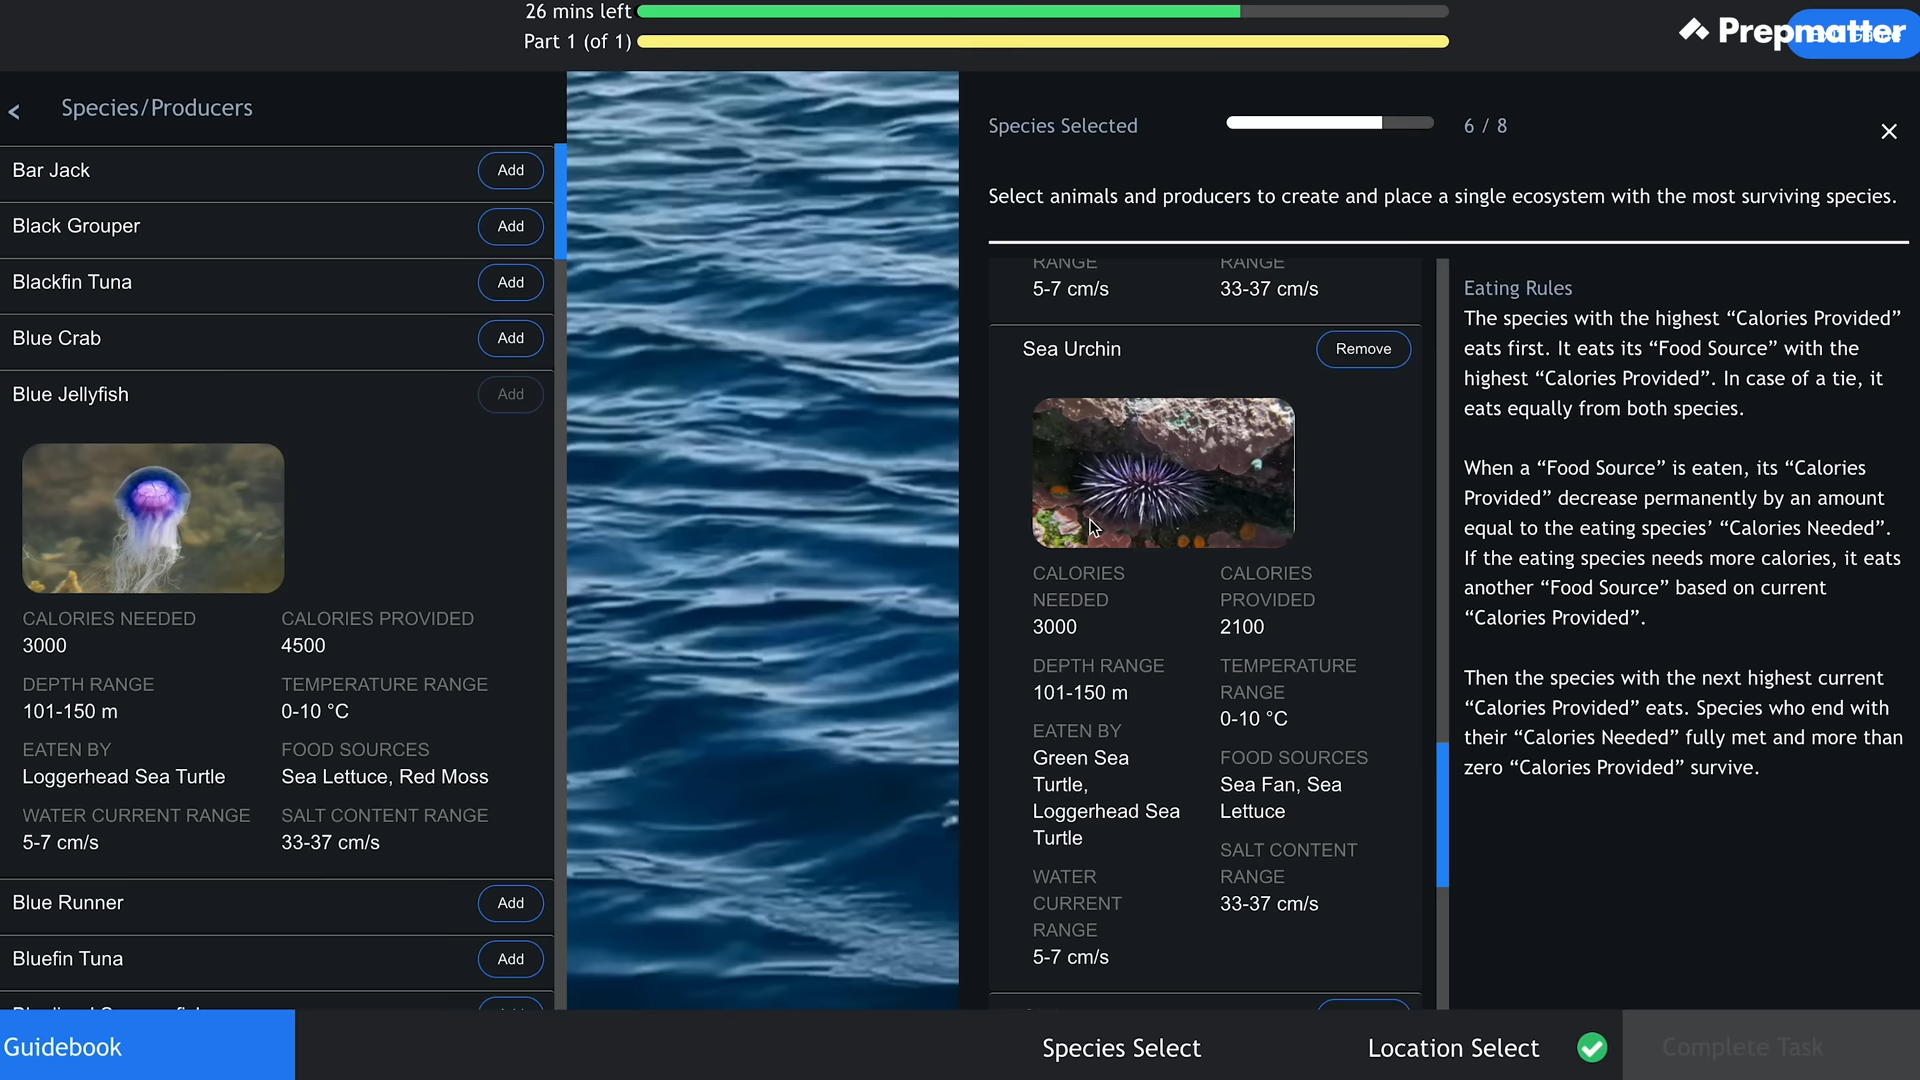 26 mins left
Part 1 (of 1)
Prepmatter
<
Species/Producers
Bar Jack
Add
Black Grouper
Add
Blackfin Tuna
Add
Blue Crab
Add
Blue Jellyfish
Add
CALORIES NEEDED
3000
CALORIES PROVIDED
4500
DEPTH RANGE
101-150 m
TEMPERATURE RANGE
0-10 °C
EATEN BY
Loggerhead Sea Turtle
FOOD SOURCES
Sea Lettuce, Red Moss
WATER CURRENT RANGE
5-7 cm/s
SALT CONTENT RANGE
33-37 cm/s
Blue Runner
Add
Bluefin Tuna
Add
Species Selected
6 / 8
Select animals and producers to create and place a single ecosystem with the most surviving species.
RANGE
5-7 cm/s
RANGE
33-37 cm/s
Sea Urchin
Remove
CALORIES
NEEDED
3000
CALORIES
PROVIDED
2100
DEPTH RANGE
101-150 m
TEMPERATURE
RANGE
0-10 °C
EATEN BY
Green Sea
Turtle,
Loggerhead Sea
Turtle
FOOD SOURCES
Sea Fan, Sea
Lettuce
WATER
CURRENT
RANGE
5-7 cm/s
SALT CONTENT
RANGE
33-37 cm/s
Eating Rules
The species with the highest “Calories Provided”
eats first. It eats its “Food Source” with the
highest “Calories Provided”. In case of a tie, it
eats equally from both species.
When a “Food Source” is eaten, its “Calories
Provided” decrease permanently by an amount
equal to the eating species’ “Calories Needed”.
If the eating species needs more calories, it eats
another “Food Source” based on current
“Calories Provided”.
Then the species with the next highest current
“Calories Provided” eats. Species who end with
their “Calories Needed” fully met and more than
zero “Calories Provided” survive.
Guidebook
Species Select
Location Select
Complete Task